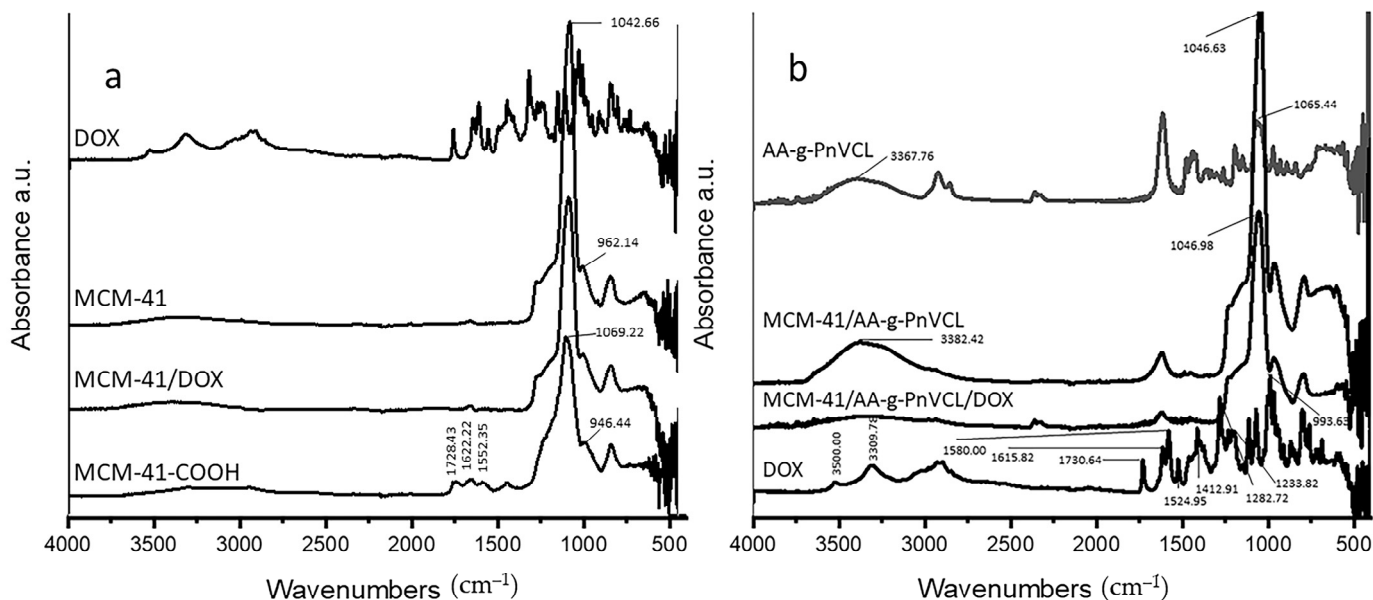 a
1042.66
DOX
962.14
MCM-41
1069.22
MCM-41/DOX
946.44
1728.43
1622.22
1552.35
MCM-41-COOH
Absorbance a.u.
4000 3500 3000 2500 2000 1500 1000 500
Wavenumbers (cm⁻¹)
b
1046.63
1065.44
AA-g-PnVCL
3367.76
1046.98
MCM-41/AA-g-PnVCL
3382.42
MCM-41/AA-g-PnVCL/DOX
993.63
3500.00
3309.78
1580.00
1615.82
1730.64
DOX
1233.82
1412.91
1282.72
1524.95
Absorbance a.u.
4000 3500 3000 2500 2000 1500 1000 500
Wavenumbers (cm⁻¹)